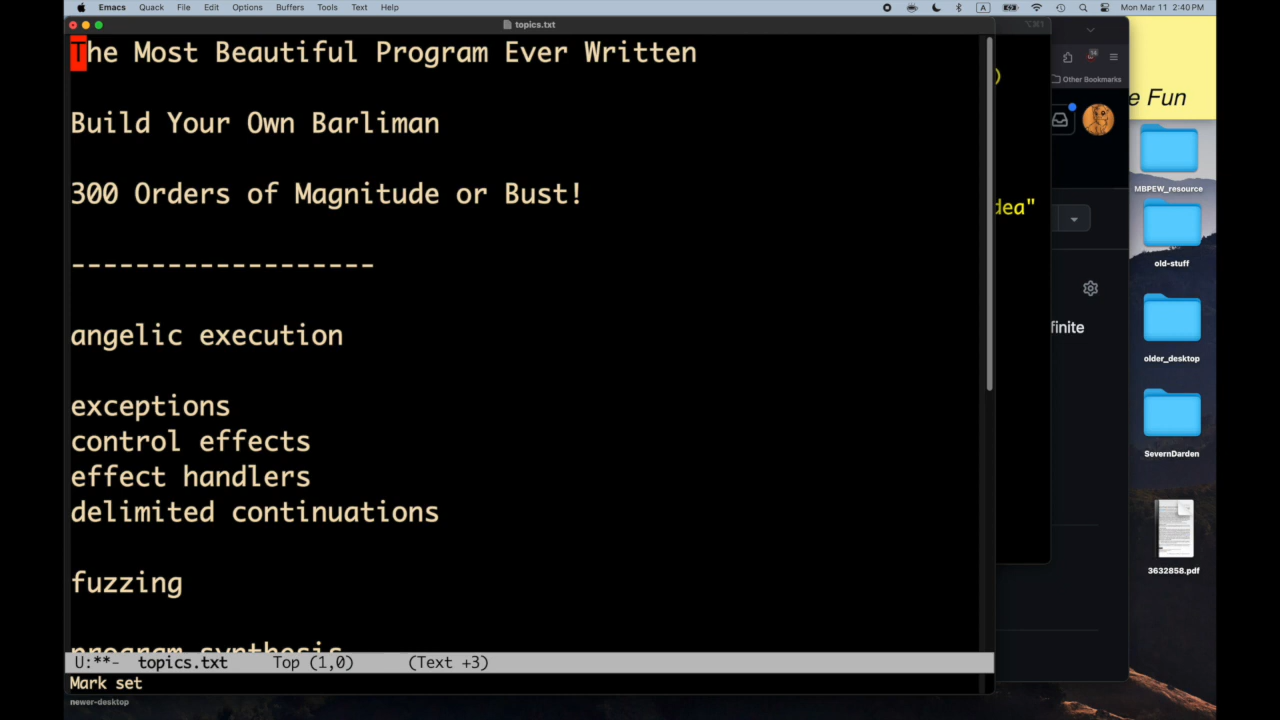 Emacs Quack File Edit Options Buffers Tools Text Help
A
Mon Mar 11 2:40 PM
topics.txt
⌥⌘1
The Most Beautiful Program Ever Written
Build Your Own Barliman
300 Orders of Magnitude or Bust!
-------------------
angelic execution
exceptions
control effects
effect handlers
delimited continuations
fuzzing
program synthesis
U:**- topics.txt Top (1,0) (Text +3)
Mark set
newer-desktop
)
dea"
Other Bookmarks
finite
e Fun
MBPEW_resource
old-stuff
older_desktop
SevernDarden
3632858.pdf